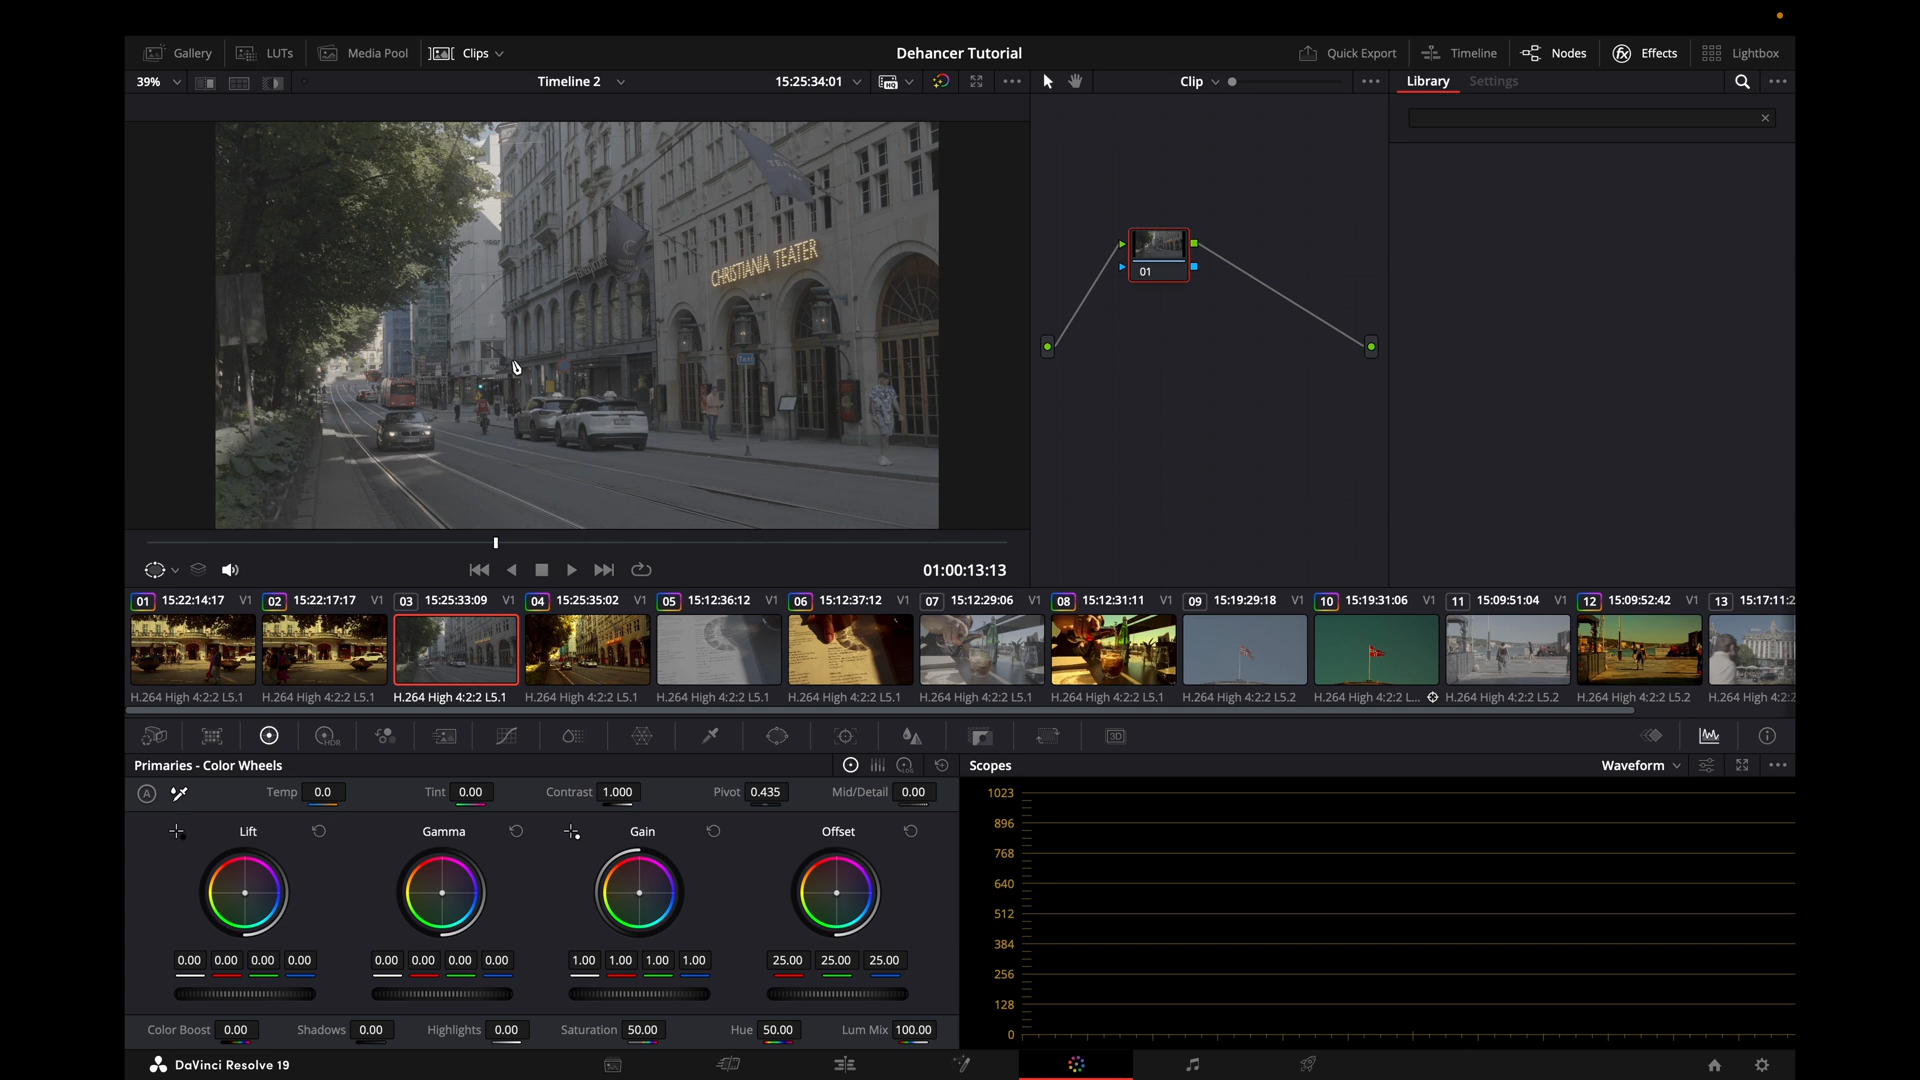 Gallery LUTs Media Pool Clips Dehancer Tutorial Quick Export Timeline Nodes fx Effects Lightbox
39% Timeline 2 15:25:34:01 HQ Clip Library Settings
CHRISTIANIA TEATER
Taxi
01
01:00:13:13
01 15:22:14:17 V1 02 15:22:17:17 V1 03 15:25:33:09 V1 04 15:25:35:02 V1 05 15:12:36:12 V1 06 15:12:37:12 V1 07 15:12:29:06 V1 08 15:12:31:11 V1 09 15:19:29:18 V1 10 15:19:31:06 V1 11 15:09:51:04 V1 12 15:09:52:42 V1 13 15:17:11:2
H.264 High 4:2:2 L5.1 H.264 High 4:2:2 L5.1 H.264 High 4:2:2 L5.1 H.264 High 4:2:2 L5.1 H.264 High 4:2:2 L5.1 H.264 High 4:2:2 L5.1 H.264 High 4:2:2 L5.1 H.264 High 4:2:2 L5.1 H.264 High 4:2:2 L5.2 H.264 High 4:2:2 L... H.264 High 4:2:2 L5.2 H.264 High 4:2:2 L5.2 H.264 High 4:2:2
HDR 3D
Primaries - Color Wheels LOG Scopes Waveform
A Temp 0.0 Tint 0.00 Contrast 1.000 Pivot 0.435 Mid/Detail 0.00
Lift Gamma Gain Offset
0.00 0.00 0.00 0.00 0.00 0.00 0.00 0.00 1.00 1.00 1.00 1.00 25.00 25.00 25.00
Color Boost 0.00 Shadows 0.00 Highlights 0.00 Saturation 50.00 Hue 50.00 Lum Mix 100.00
1023
896
768
640
512
384
256
128
0
DaVinci Resolve 19